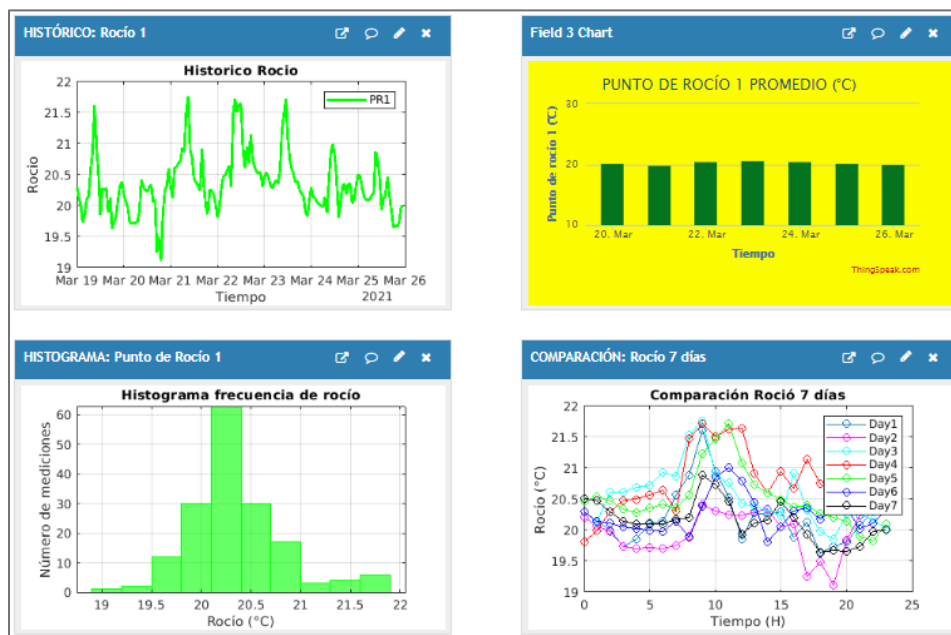 HISTÓRICO: Rocío 1
Historico Rocio
22
21.5
21
20.5
20
19.5
19
Rocio
PR1
Mar 19 Mar 20 Mar 21 Mar 22 Mar 23 Mar 24 Mar 25 Mar 26
2021
Tiempo
Field 3 Chart
PUNTO DE ROCÍO 1 PROMEDIO (°C)
30
20
10
Punto de rocío 1 (°C)
20. Mar 22. Mar 24. Mar 26. Mar
Tiempo
ThingSpeak.com
HISTOGRAMA: Punto de Rocío 1
Histograma frecuencia de rocío
60
50
40
30
20
10
0
Número de mediciones
19 19.5 20 20.5 21 21.5 22
Rocío (°C)
COMPARACIÓN: Rocío 7 días
Comparación Roció 7 días
22
21.5
21
20.5
20
19.5
19
Rocio (°C)
Day1
Day2
Day3
Day4
Day5
Day6
Day7
0 5 10 15 20 25
Tiempo (H)